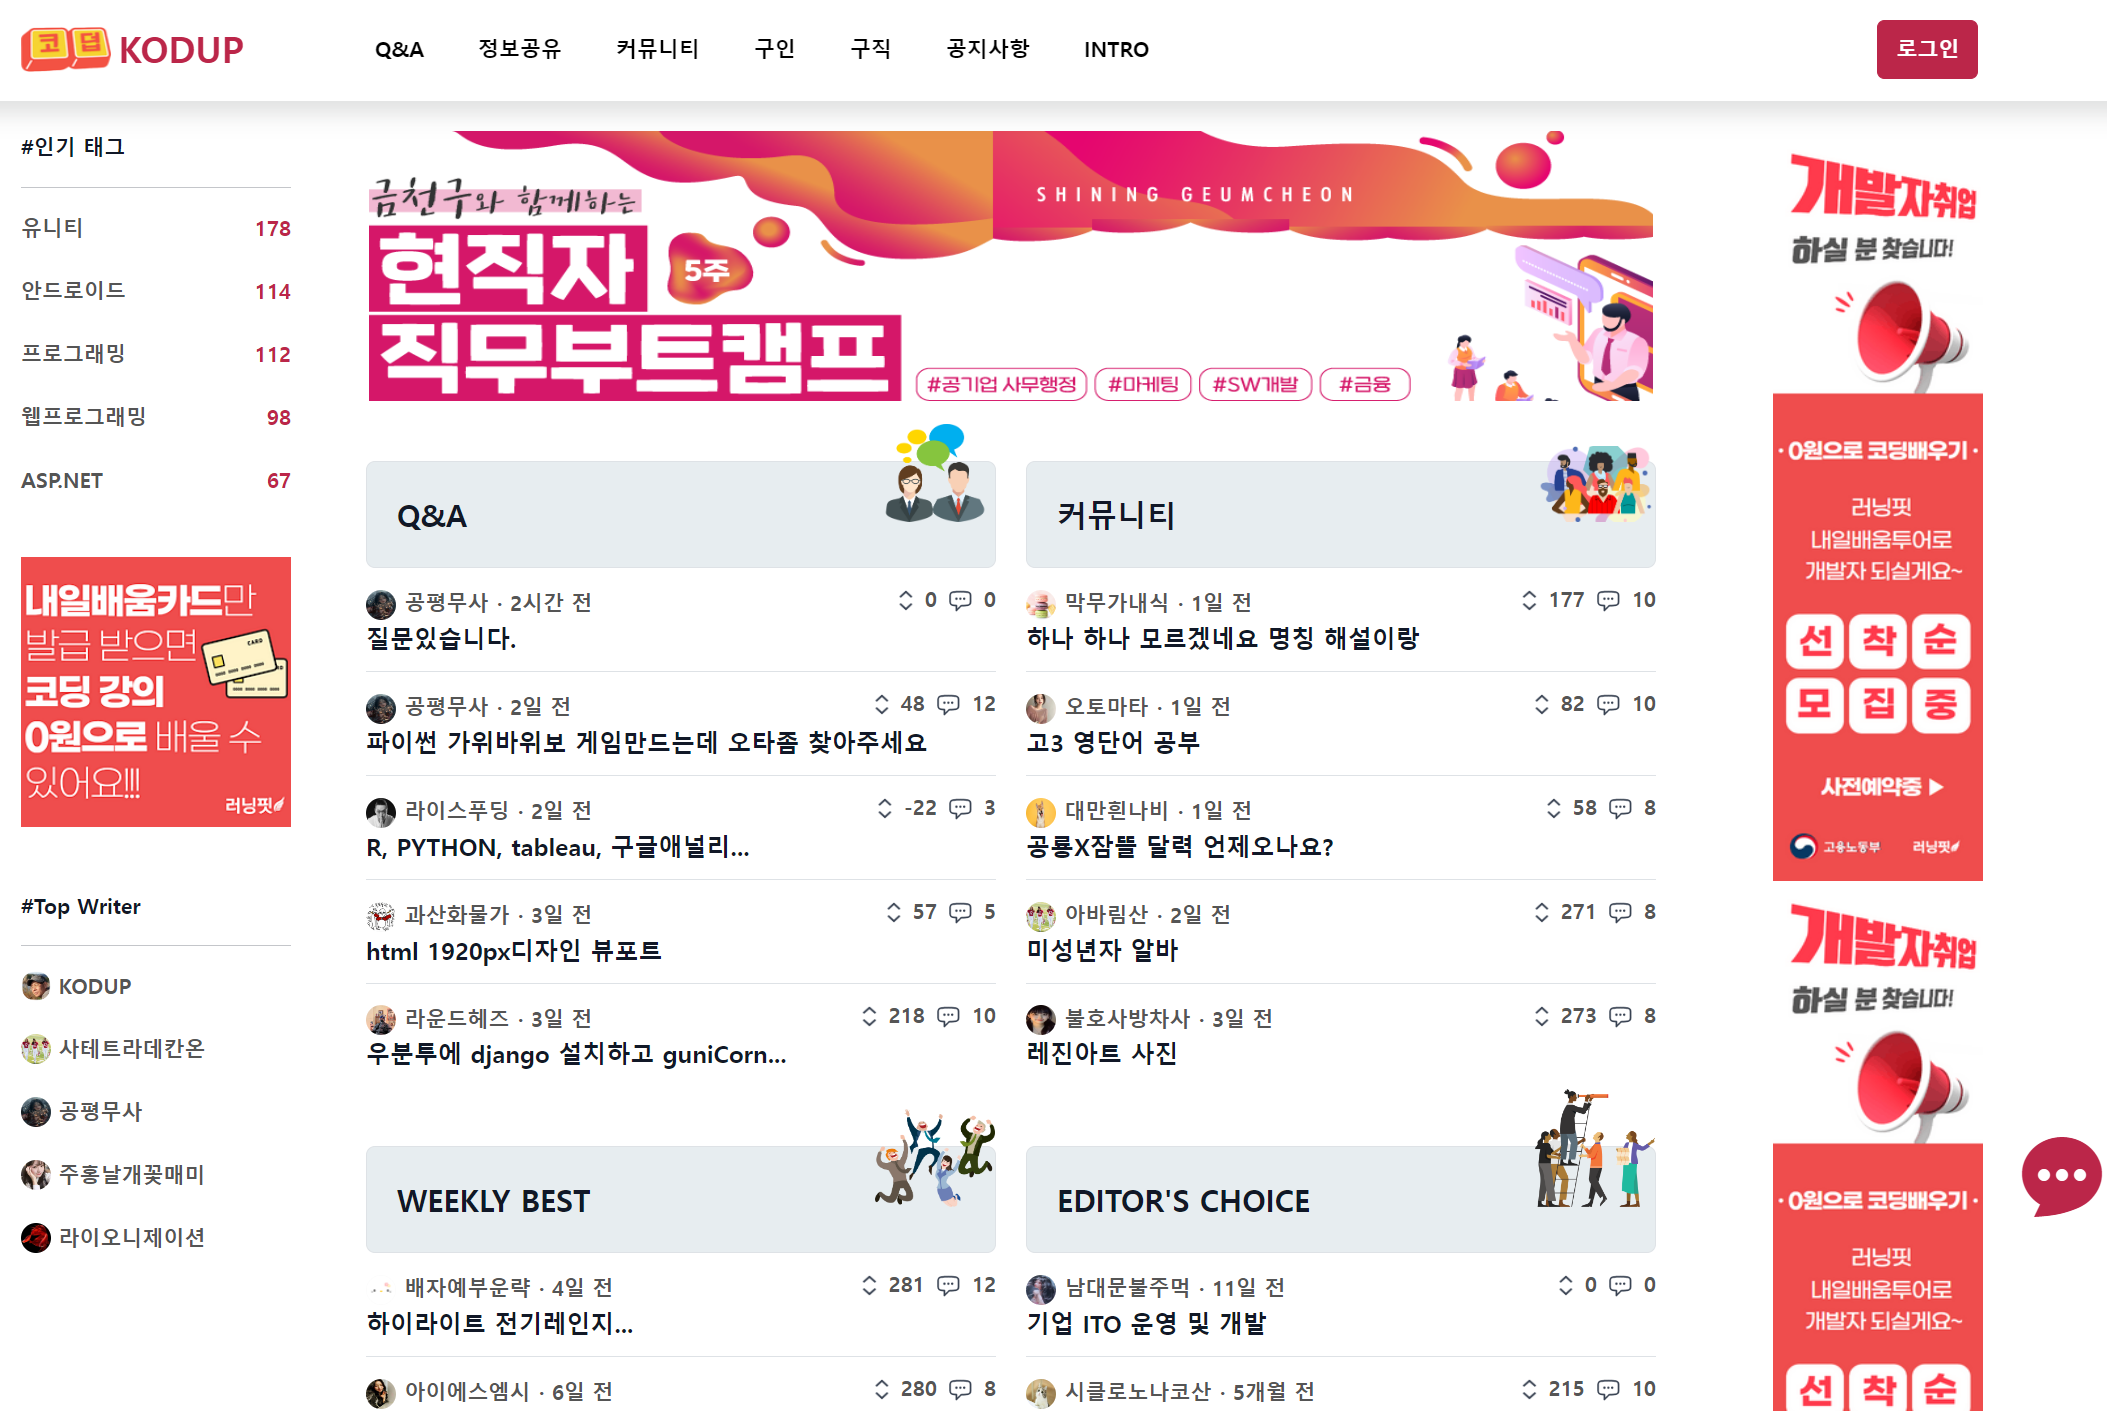 코딥 KODUP
Q&A 정보공유 커뮤니티 구인 구직 공지사항 INTRO
로그인
#인기 태그
유니티 178
안드로이드 114
프로그래밍 112
웹프로그래밍 98
ASP.NET 67
내일배움카드만
발급 받으면
CARD
코딩 강의
0원으로 배울 수
있어요!!!
러닝핏
#Top Writer
KODUP
사테트라데칸온
공평무사
주홍날개꽃매미
라이오니제이션
금천구와 함께하는
SHINING GEUMCHEON
현직자 5주
직무부트캠프
#공기업 사무행정 #마케팅 #SW개발 #금융
Q&A
공평무사 · 2시간 전 0 0
질문있습니다.
공평무사 · 2일 전 48 12
파이썬 가위바위보 게임만드는데 오타좀 찾아주세요
라이스푸딩 · 2일 전 -22 3
R, PYTHON, tableau, 구글애널리...
과산화물가 · 3일 전 57 5
html 1920px디자인 뷰포트
라운드헤즈 · 3일 전 218 10
우분투에 django 설치하고 guniCorn...
커뮤니티
막무가내식 · 1일 전 177 10
하나 하나 모르겠네요 명칭 해설이랑
오토마타 · 1일 전 82 10
고3 영단어 공부
대만흰나비 · 1일 전 58 8
공룡X잠뜰 달력 언제오나요?
아바림산 · 2일 전 271 8
미성년자 알바
불호사방차사 · 3일 전 273 8
레진아트 사진
WEEKLY BEST
배자예부운략 · 4일 전 281 12
하이라이트 전기레인지...
아이에스엠시 · 6일 전 280 8
EDITOR'S CHOICE
남대문불주먹 · 11일 전 0 0
기업 ITO 운영 및 개발
시클로노나코산 · 5개월 전 215 10
개발자취업
하실 분 찾습니다!
· 0원으로 코딩배우기 ·
러닝핏
내일배움투어로
개발자 되실게요~
선착순
모집중
사전예약중 ▶
고용노동부 러닝핏
개발자취업
하실 분 찾습니다!
· 0원으로 코딩배우기 ·
러닝핏
내일배움투어로
개발자 되실게요~
선착순